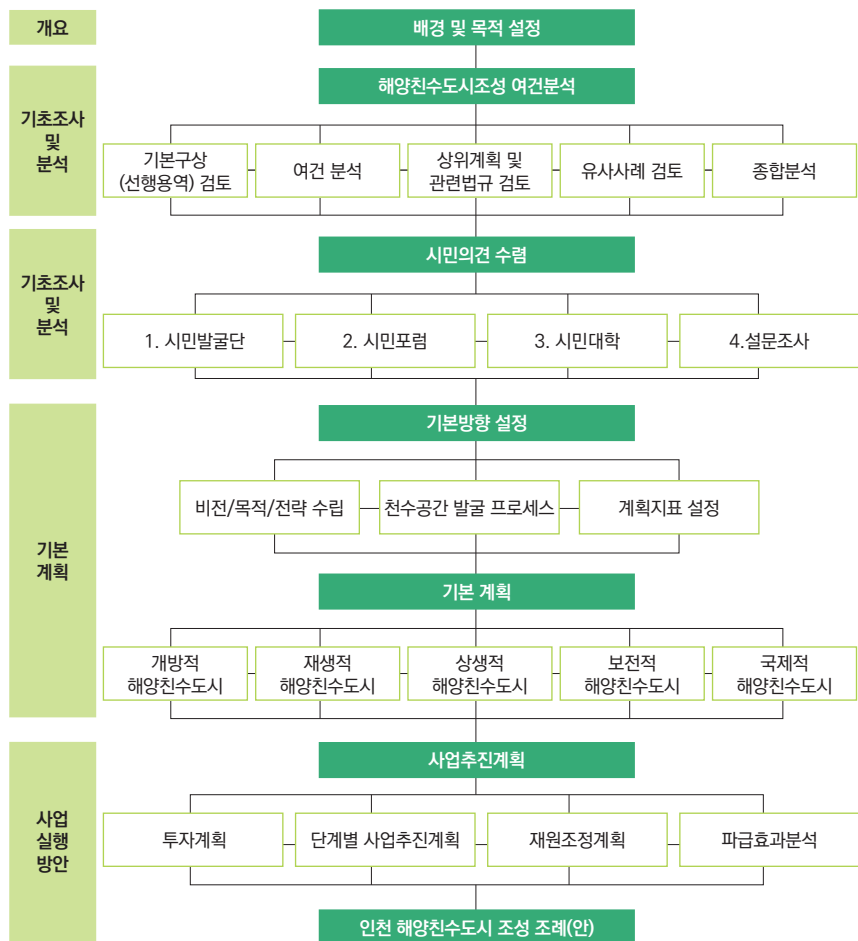 개요
배경 및 목적 설정
해양친수도시조성 여건분석
기초조사
및
분석
기본구상
(선행용역) 검토
여건 분석
상위계획 및
관련법규 검토
유사사례 검토
종합분석
시민의견 수렴
기초조사
및
분석
1. 시민발굴단
2. 시민포럼
3. 시민대학
4.설문조사
기본방향 설정
비전/목적/전략 수립
천수공간 발굴 프로세스
계획지표 설정
기본
계획
기본 계획
개방적
해양친수도시
재생적
해양친수도시
상생적
해양친수도시
보전적
해양친수도시
국제적
해양친수도시
사업추진계획
사업
실행
방안
투자계획
단계별 사업추진계획
재원조정계획
파급효과분석
인천 해양친수도시 조성 조례(안)